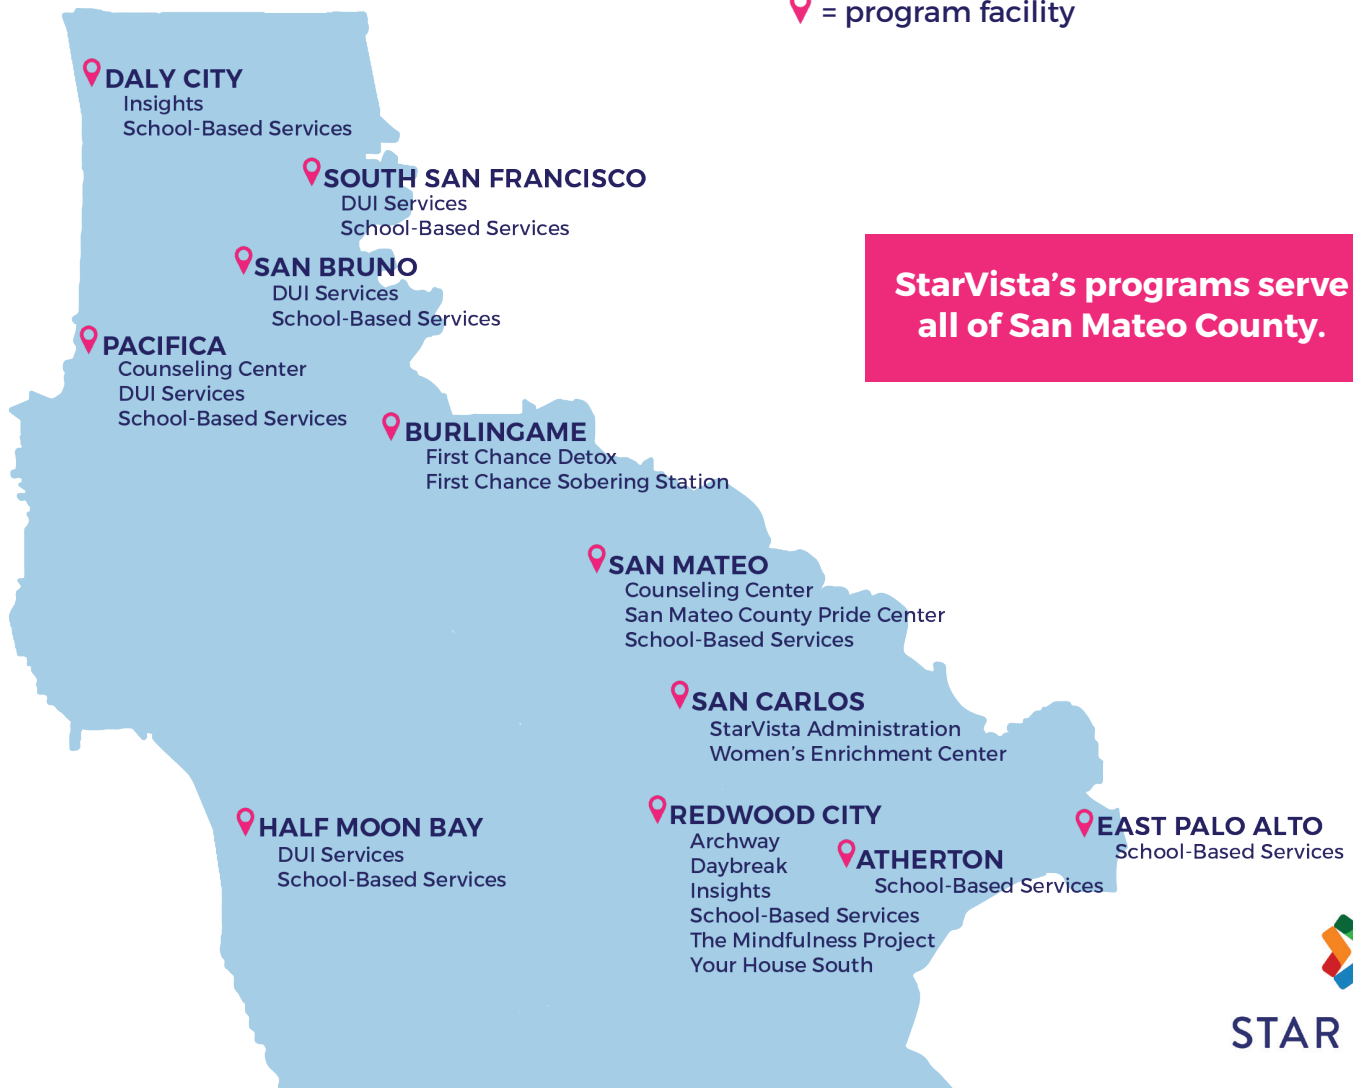 = program facility
DALY CITY
Insights
School-Based Services
SOUTH SAN FRANCISCO
DUI Services
School-Based Services
SAN BRUNO
DUI Services
School-Based Services
StarVista's programs serve
all of San Mateo County.
PACIFICA
Counseling Center
DUI Services
School-Based Services
BURLINGAME
First Chance Detox
First Chance Sobering Station
SAN MATEO
Counseling Center
San Mateo County Pride Center
School-Based Services
SAN CARLOS
StarVista Administration
Women's Enrichment Center
HALF MOON BAY
DUI Services
School-Based Services
REDWOOD CITY
Archway
Daybreak
Insights
School-Based Services
The Mindfulness Project
Your House South
ATHERTON
School-Based Services
EAST PALO ALTO
School-Based Services
STAR